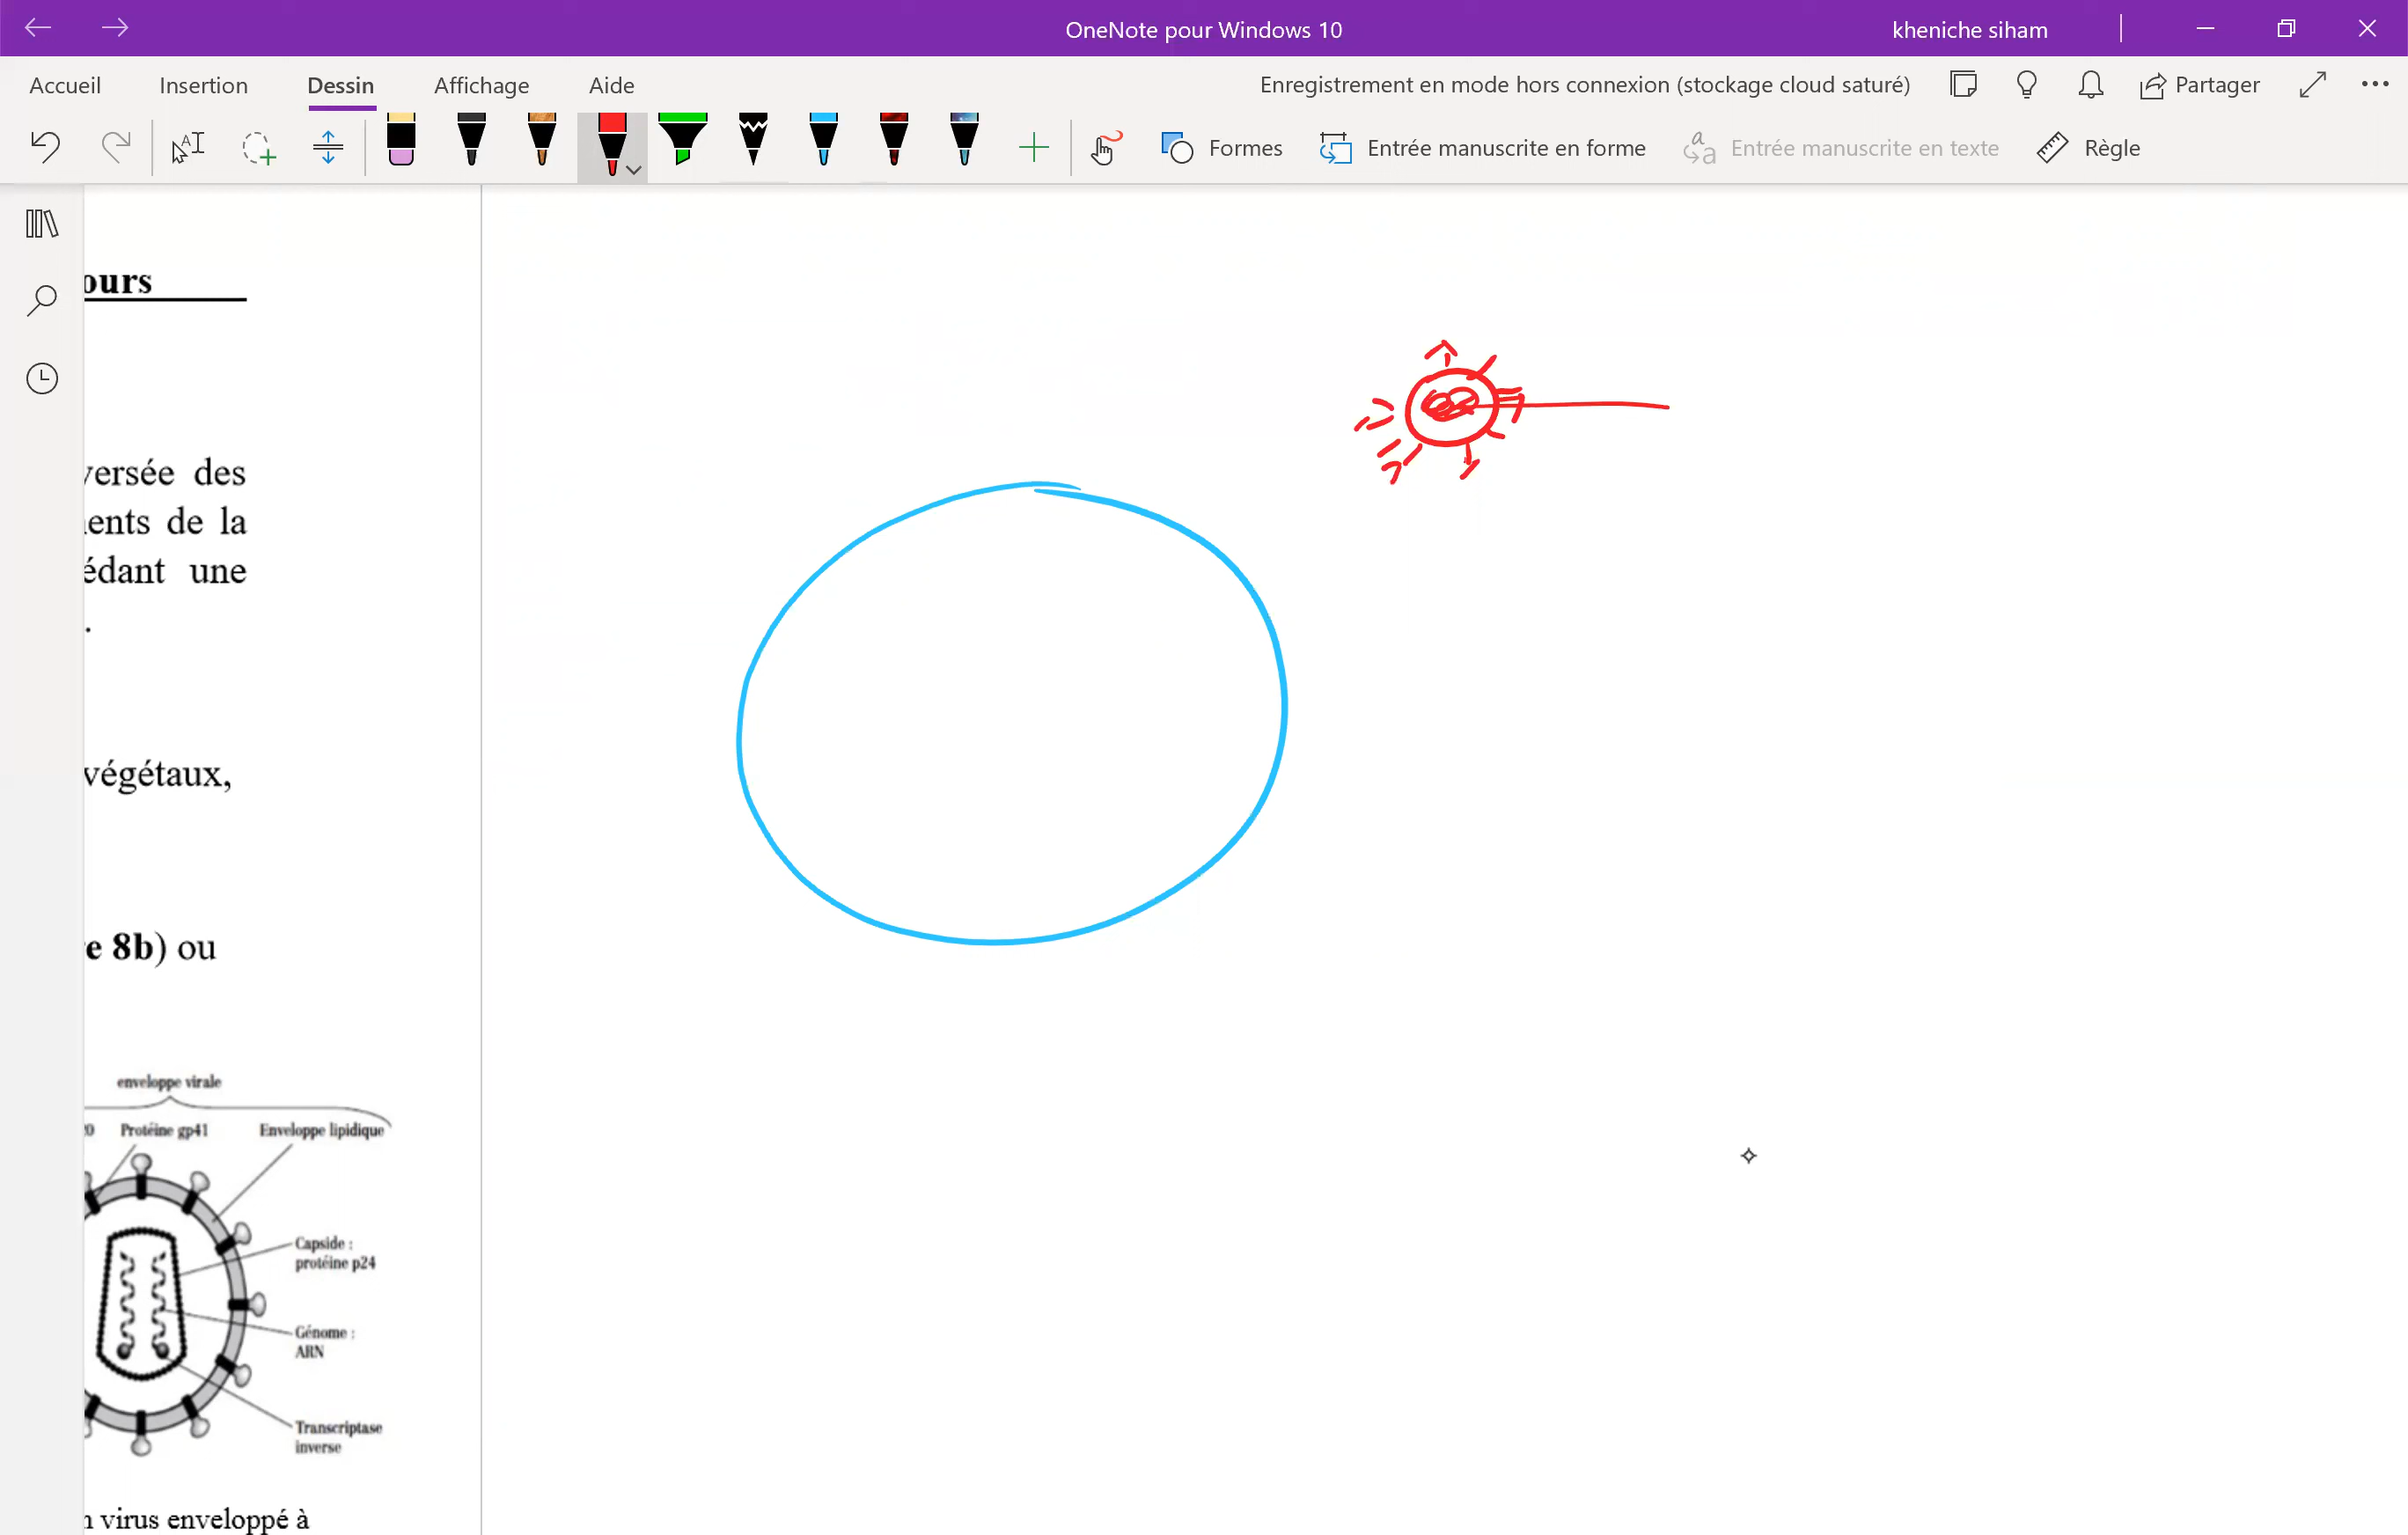 OneNote pour Windows 10
kheniche siham
Accueil
Insertion
Dessin
Affichage
Aide
Enregistrement en mode hors connexion (stockage cloud saturé)
Partager
Formes
Entrée manuscrite en forme
Entrée manuscrite en texte
Règle
ours
versée des
ents de la
édant une
.
végétaux,
e 8b) ou
enveloppe virale
Protéine gp41
Enveloppe lipidique
Capside :
protéine p24
Génome :
ARN
Transcriptase
inverse
virus enveloppé à